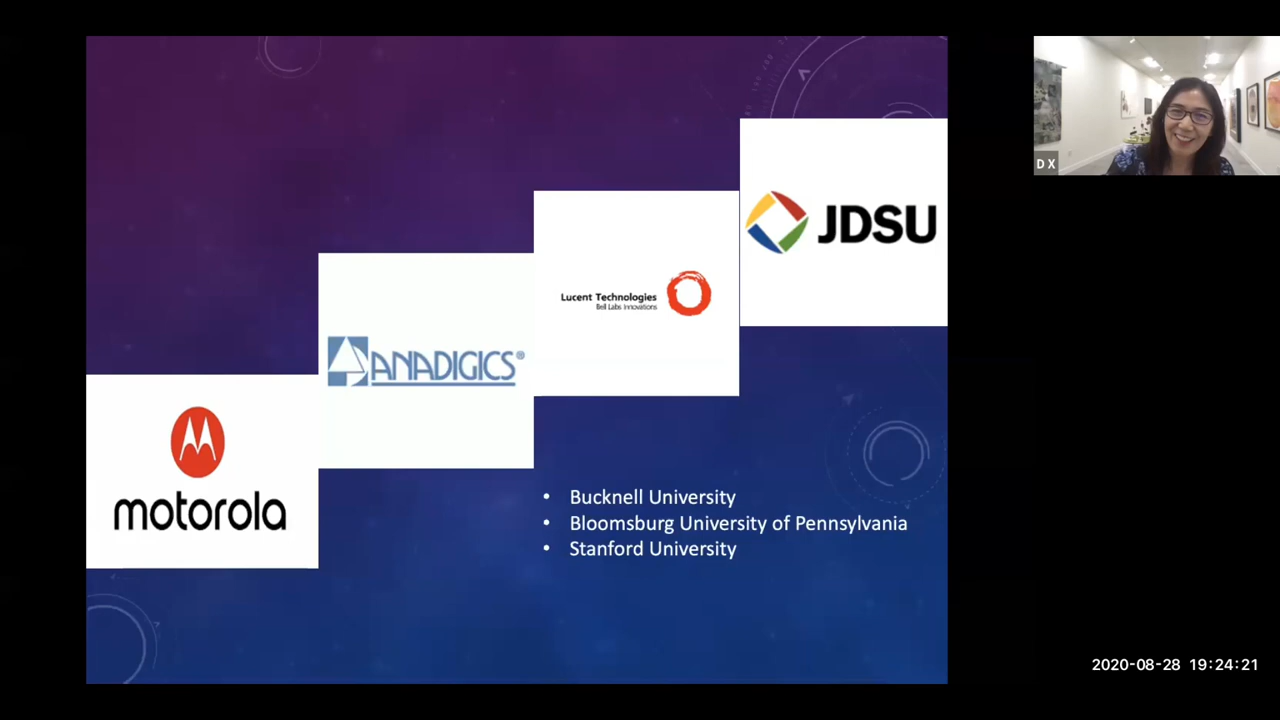 JDSU
Lucent Technologies
Bell Labs Innovations
ANADIGICS®
motorola
• Bucknell University
• Bloomsburg University of Pennsylvania
• Stanford University
D X
2020-08-28 19:24:21